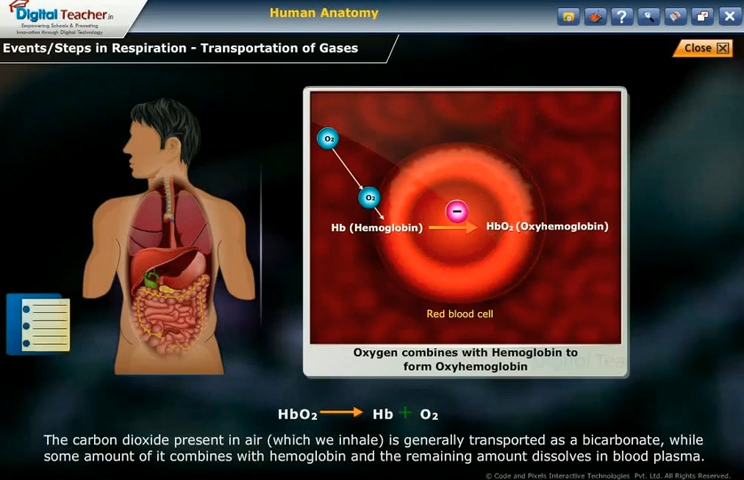 Digital Teacher.in
Empowering Schools & Promoting
Innovation through Digital Technology
Human Anatomy
Events/Steps in Respiration - Transportation of Gases
Close
O₂
O₂
Hb (Hemoglobin)
HbO₂ (Oxyhemoglobin)
Red blood cell
Oxygen combines with Hemoglobin to
form Oxyhemoglobin
HbO₂ → Hb + O₂
The carbon dioxide present in air (which we inhale) is generally transported as a bicarbonate, while
some amount of it combines with hemoglobin and the remaining amount dissolves in blood plasma.
© Code and Pixels Interactive Technologies Pvt. Ltd. All Rights Reserved.